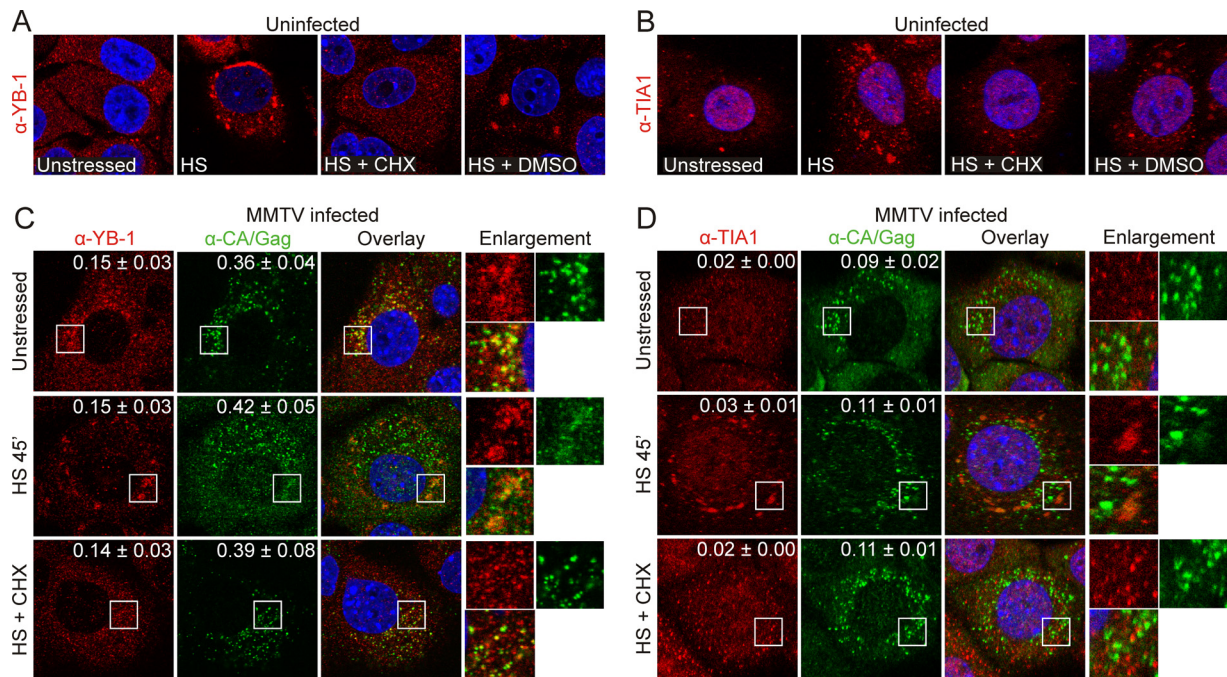 A
Uninfected
α-YB-1
Unstressed
HS
HS + CHX
HS + DMSO
B
Uninfected
α-TIA1
Unstressed
HS
HS + CHX
HS + DMSO
C
MMTV infected
α-YB-1
α-CA/Gag
Overlay
Enlargement
Unstressed
0.15 ± 0.03
0.36 ± 0.04
HS 45'
0.15 ± 0.03
0.42 ± 0.05
HS + CHX
0.14 ± 0.03
0.39 ± 0.08
D
MMTV infected
α-TIA1
α-CA/Gag
Overlay
Enlargement
Unstressed
0.02 ± 0.00
0.09 ± 0.02
HS 45'
0.03 ± 0.01
0.11 ± 0.01
HS + CHX
0.02 ± 0.00
0.11 ± 0.01